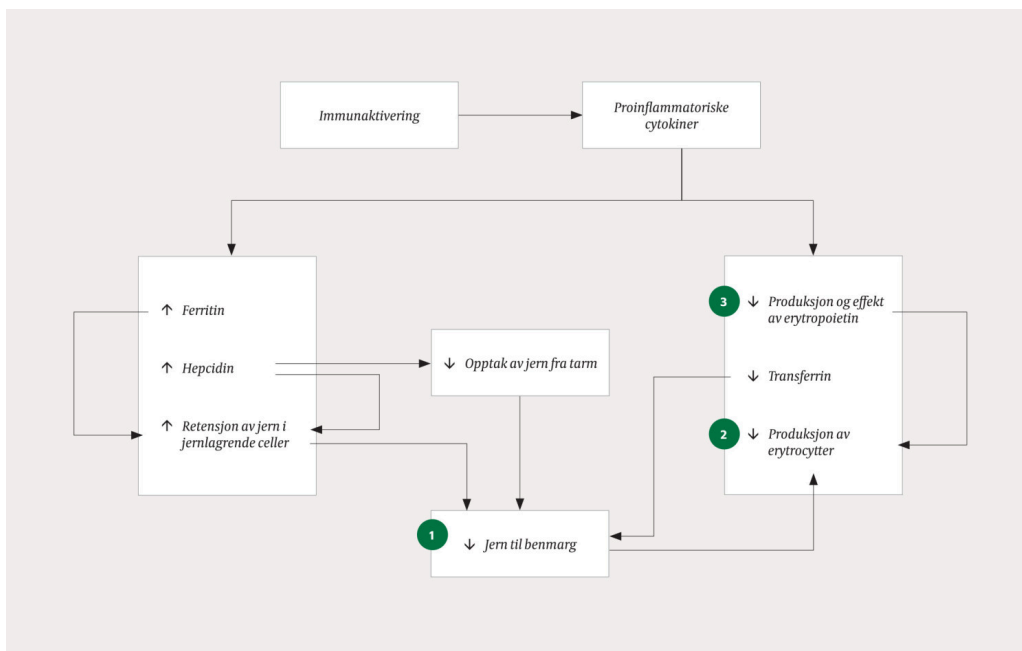 Immunaktivering
Proinflammatoriske
cytokiner
↑ Ferritin
↑ Hepcidin
↑ Retensjon av jern i
jernlagrende celler
↓ Opptak av jern fra tarm
3 ↓ Produksjon og effekt
av erytropoietin
↓ Transferrin
2 ↓ Produksjon av
erytrocytter
1 ↓ Jern til benmarg